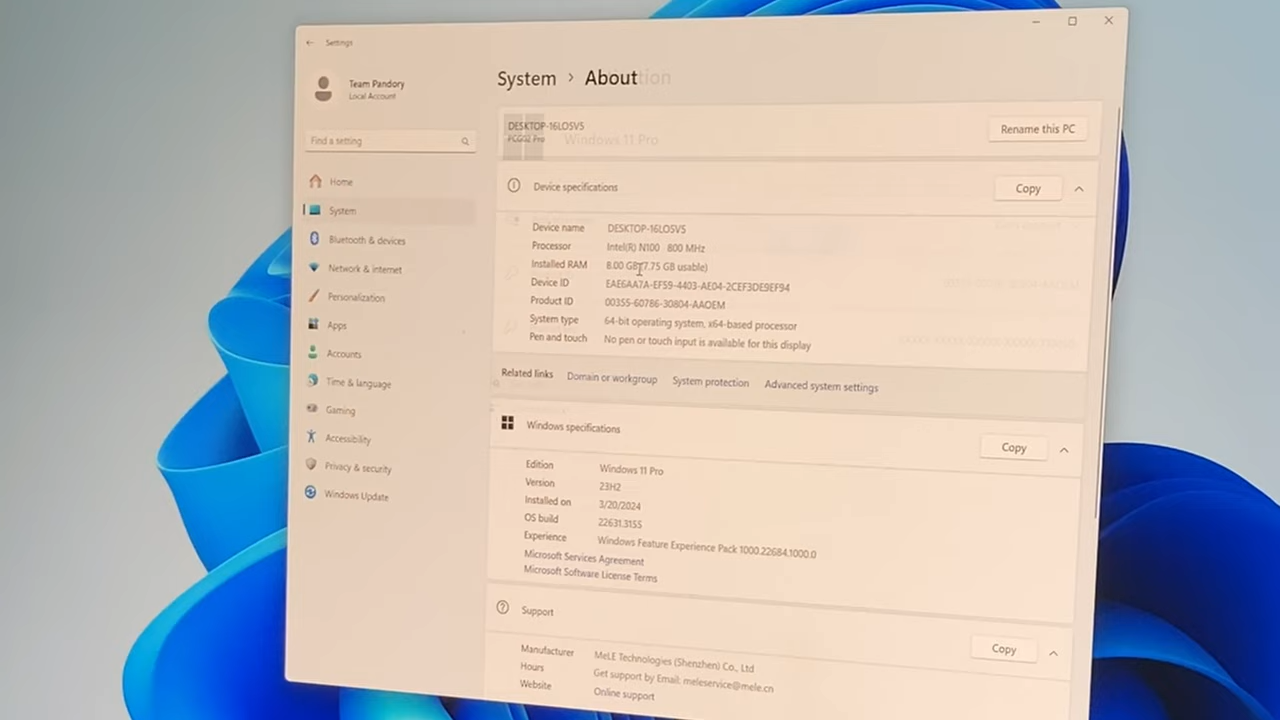 Settings
Team Pandory
Local Account
Find a setting
Home
System
Bluetooth & devices
Network & internet
Personalization
Apps
Accounts
Time & language
Gaming
Accessibility
Privacy & security
Windows Update
System > About
DESKTOP-16LOSV5
PCG02 Pro
Windows 11 Pro
Rename this PC
Device specifications
Copy
Device name DESKTOP-16LOSV5
Processor Intel(R) N100 800 MHz
Installed RAM 8.00 GB (7.75 GB usable)
Device ID EAE6AA7A-EF59-4403-AE04-2CEF3DE9EF94
Product ID 00355-60786-30804-AAOEM
System type 64-bit operating system, x64-based processor
Pen and touch No pen or touch input is available for this display
Related links Domain or workgroup System protection Advanced system settings
Windows specifications
Copy
Edition Windows 11 Pro
Version 23H2
Installed on 3/20/2024
OS build 22631.3155
Experience Windows Feature Experience Pack 1000.22684.1000.0
Microsoft Services Agreement
Microsoft Software License Terms
Support
Copy
Manufacturer MeLE Technologies (Shenzhen) Co., Ltd
Hours Get support by Email: meleservice@mele.cn
Website Online support